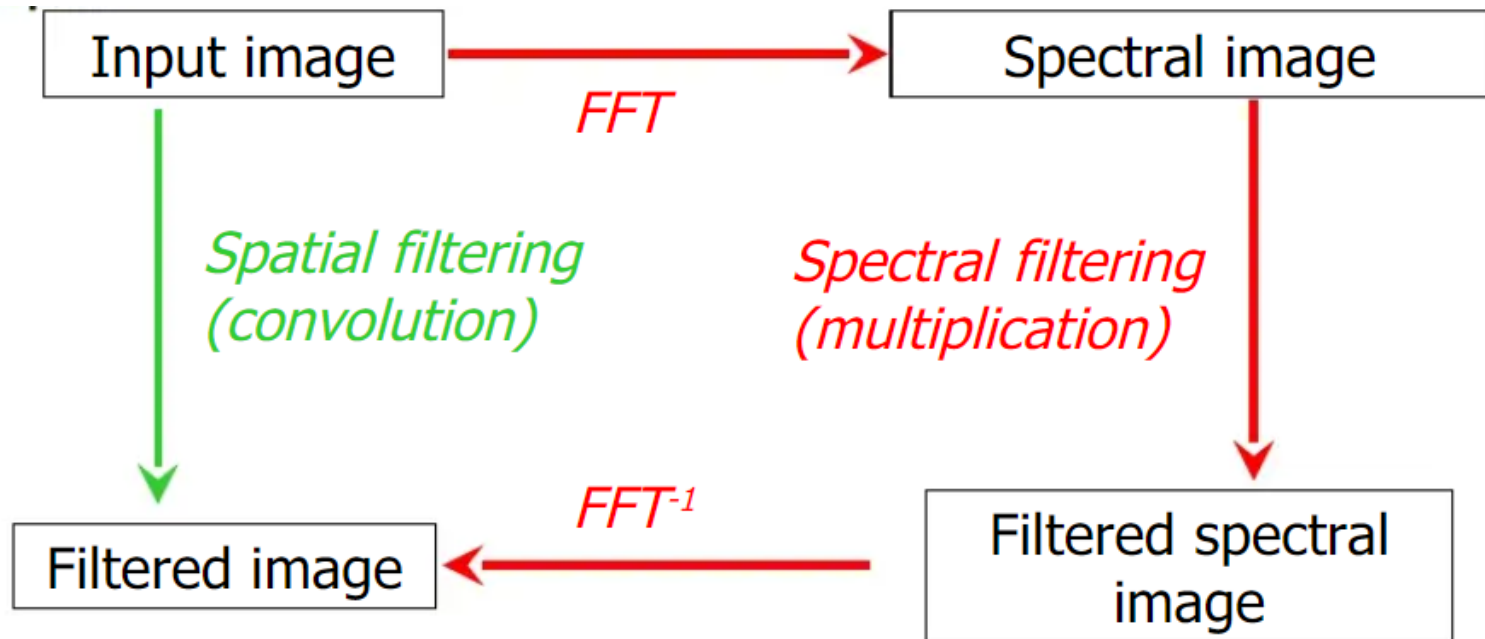 Input image
Spectral image
FFT
Spatial filtering
(convolution)
Spectral filtering
(multiplication)
FFT-1
Filtered image
Filtered spectral
image